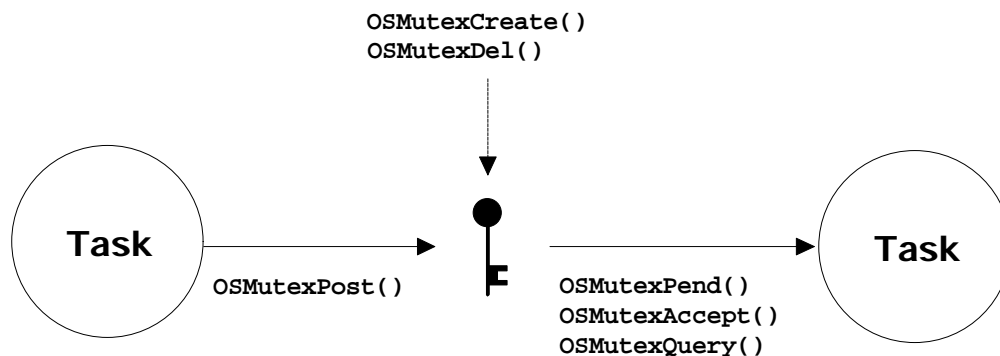 OSMutexCreate()
OSMutexDel()
Task
OSMutexPost()
OSMutexPend()
OSMutexAccept()
OSMutexQuery()
Task